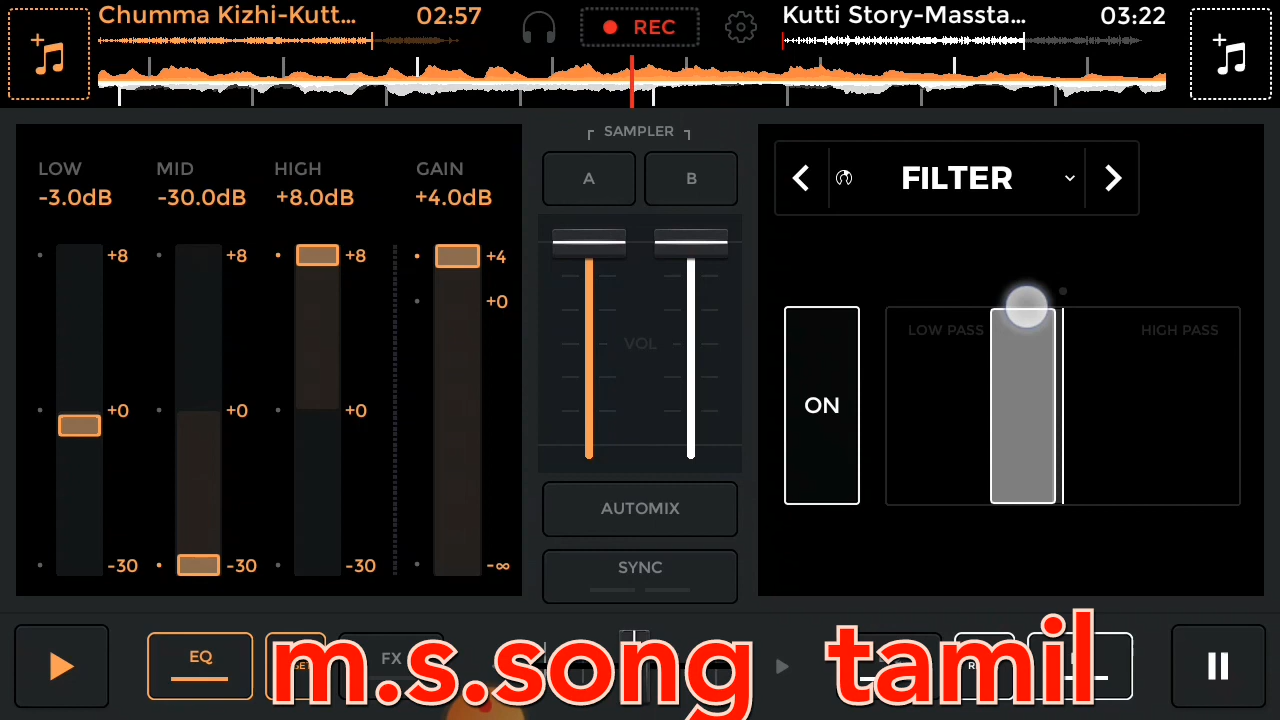 Chumma Kizhi-Kutt... 02:57
REC
Kutti Story-Massta... 03:22
SAMPLER
A B
LOW MID HIGH GAIN
-3.0dB -30.0dB +8.0dB +4.0dB
FILTER
+8 +8 +8 +4
+0
LOW PASS HIGH PASS
VOL
ON
+0 +0 +0
AUTOMIX
-30 -30 -30 -∞
SYNC
EQ FX
m.s.song tamil